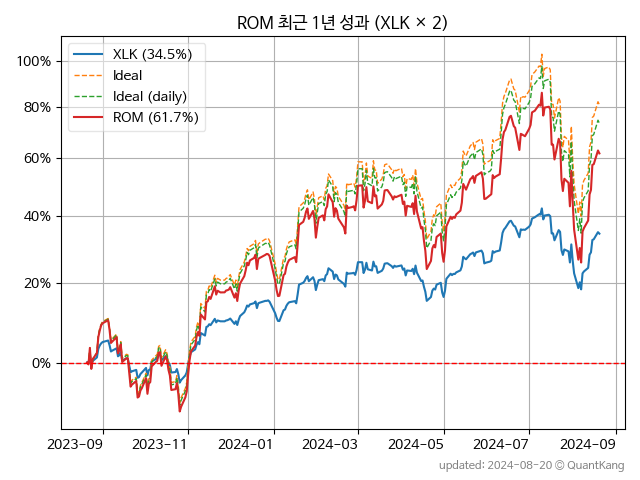 ROM 최근 1년 성과 (XLK × 2)
XLK (34.5%)
Ideal
Ideal (daily)
ROM (61.7%)
100%
80%
60%
40%
20%
0%
2023-09 2023-11 2024-01 2024-03 2024-05 2024-07 2024-09
updated: 2024-08-20 © QuantKang